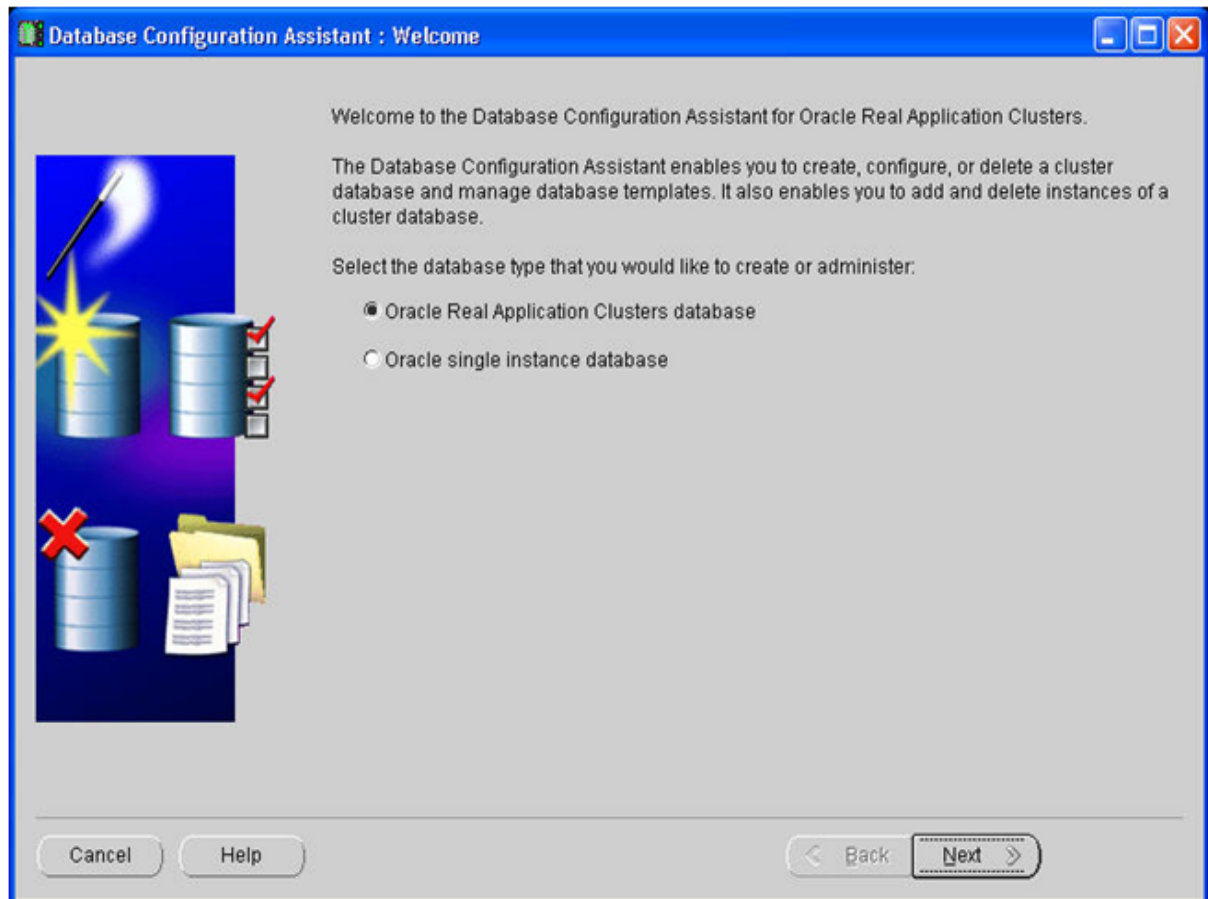 Database Configuration Assistant : Welcome
Welcome to the Database Configuration Assistant for Oracle Real Application Clusters.
The Database Configuration Assistant enables you to create, configure, or delete a cluster
database and manage database templates. It also enables you to add and delete instances of a
cluster database.
Select the database type that you would like to create or administer:
Oracle Real Application Clusters database
Oracle single instance database
Cancel
Help
Back
Next